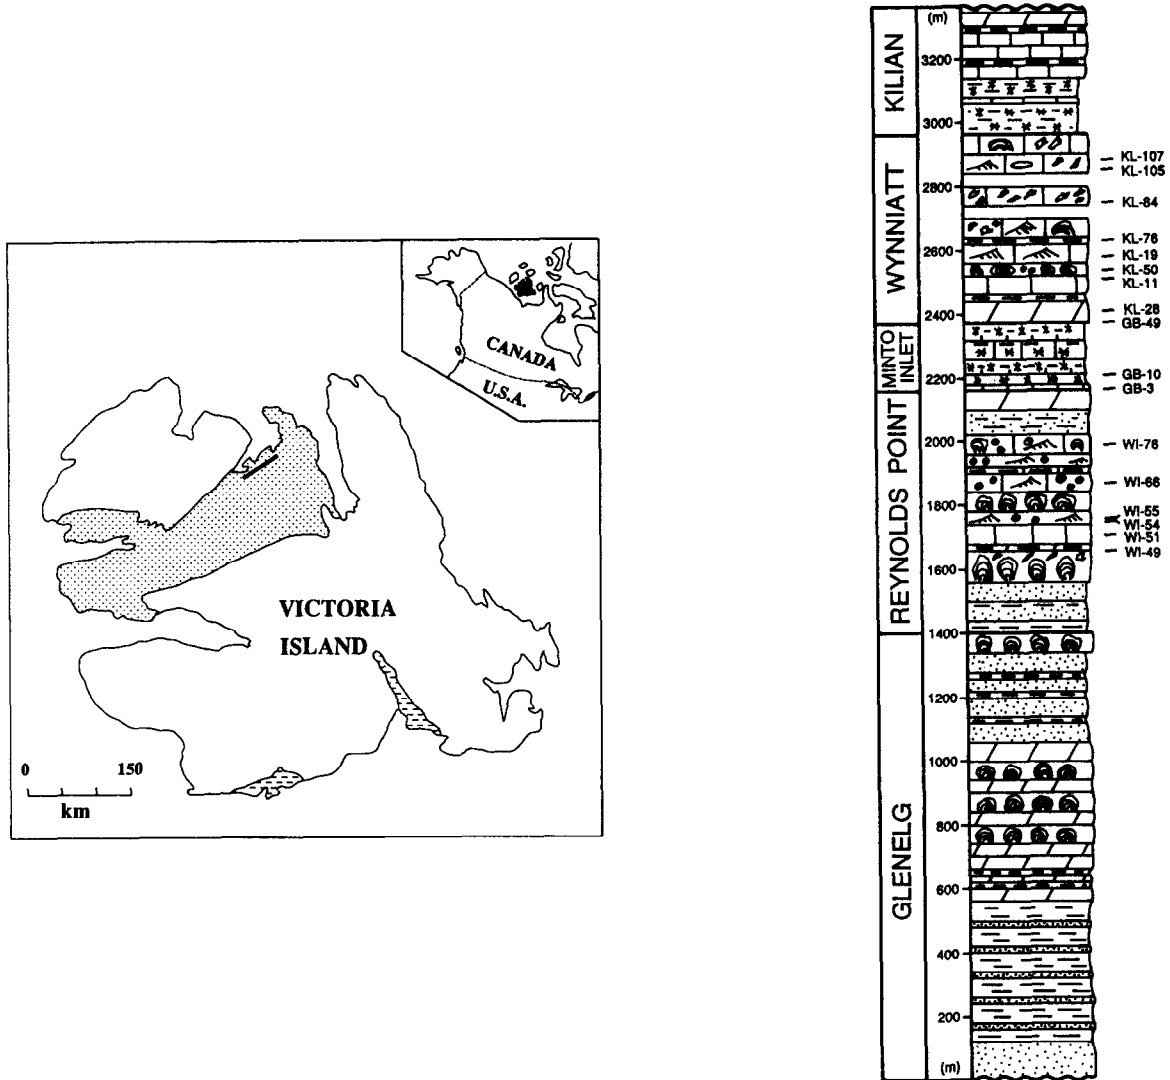 CANADA
U.S.A.
VICTORIA
ISLAND
0 150
km
KILIAN
WYNNIATT
MINTO
INLET
REYNOLDS POINT
GLENELG
(m)
3200
3000
2800
2600
2400
2200
2000
1800
1600
1400
1200
1000
800
600
400
200
(m)
KL-107
KL-105
KL-84
KL-76
KL-19
KL-50
KL-11
KL-28
GB-49
GB-10
GB-3
WI-76
WI-66
WI-55
WI-54
WI-51
WI-49